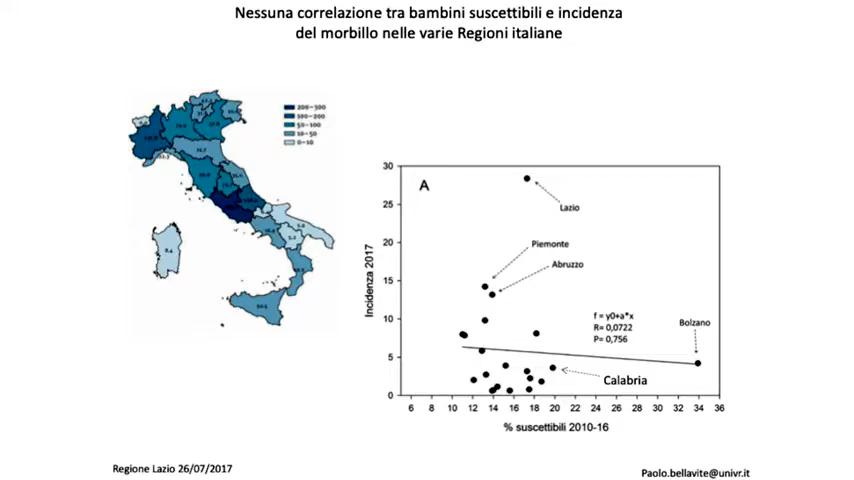 Nessuna correlazione tra bambini suscettibili e incidenza
del morbillo nelle varie Regioni italiane
200-300
100-200
50-100
10-50
0-10
A
30
25
20
15
10
5
0
Incidenza 2017
Lazio
Piemonte
Abruzzo
f = y0+a*x
R= 0,0722
P= 0,756
Bolzano
Calabria
6 8 10 12 14 16 18 20 22 24 26 28 30 32 34 36
% suscettibili 2010-16
Regione Lazio 26/07/2017
Paolo.bellavite@univr.it